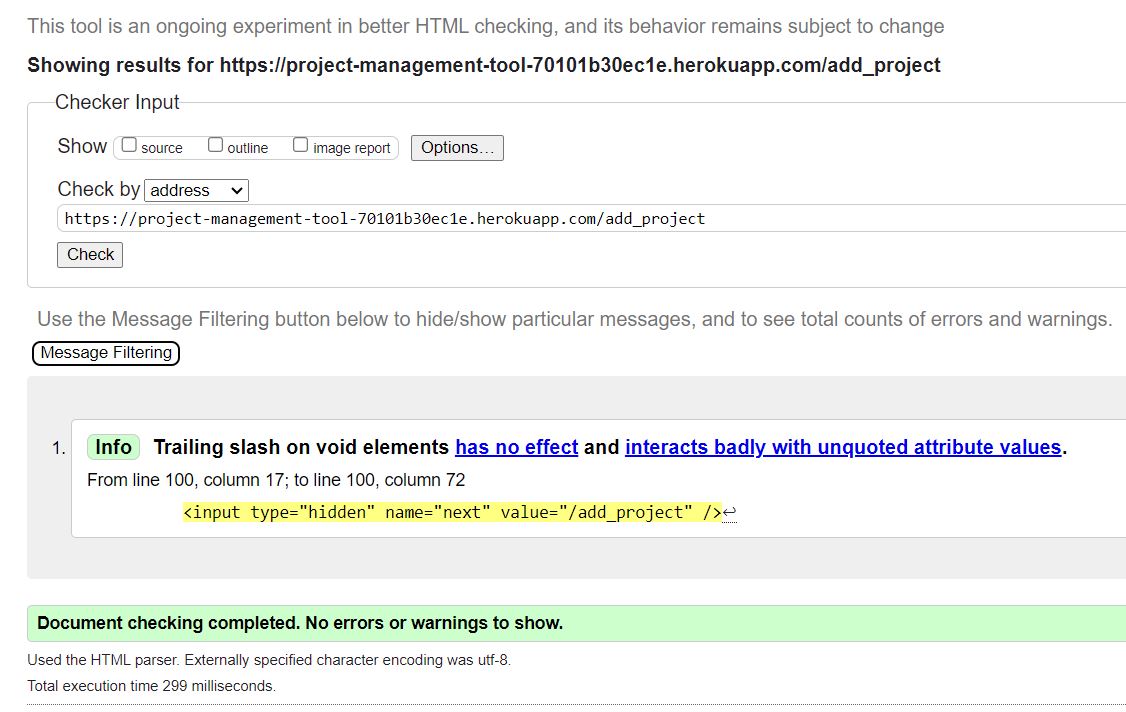 This tool is an ongoing experiment in better HTML checking, and its behavior remains subject to change
Showing results for https://project-management-tool-70101b30ec1e.herokuapp.com/add_project
Checker Input
Show source outline image report Options...
Check by address
https://project-management-tool-70101b30ec1e.herokuapp.com/add_project
Check
Use the Message Filtering button below to hide/show particular messages, and to see total counts of errors and warnings.
Message Filtering
1. Info Trailing slash on void elements has no effect and interacts badly with unquoted attribute values.
From line 100, column 17; to line 100, column 72
<input type="hidden" name="next" value="/add_project" />↩
Document checking completed. No errors or warnings to show.
Used the HTML parser. Externally specified character encoding was utf-8.
Total execution time 299 milliseconds.